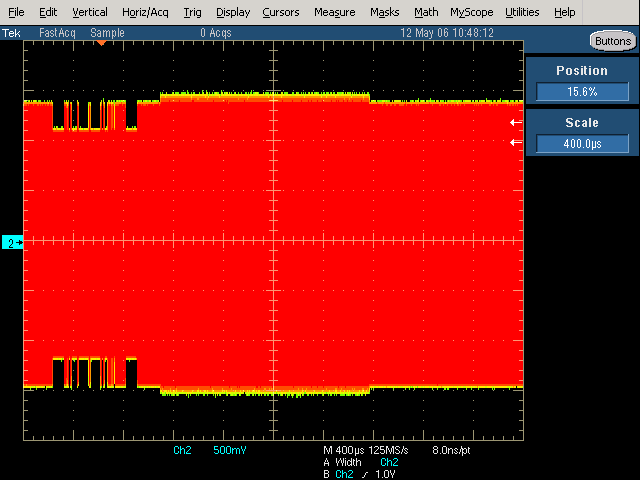 File Edit Vertical Horiz/Acq Trig Display Cursors Measure Masks Math MyScope Utilities Help
Tek FastAcq Sample 0 Acqs 12 May 06 10:48:12
Buttons
Position
15.6%
Scale
400.0µs
2
Ch2 500mV M 400µs 125MS/s 8.0ns/pt
A Width Ch2
B Ch2 / 1.0V